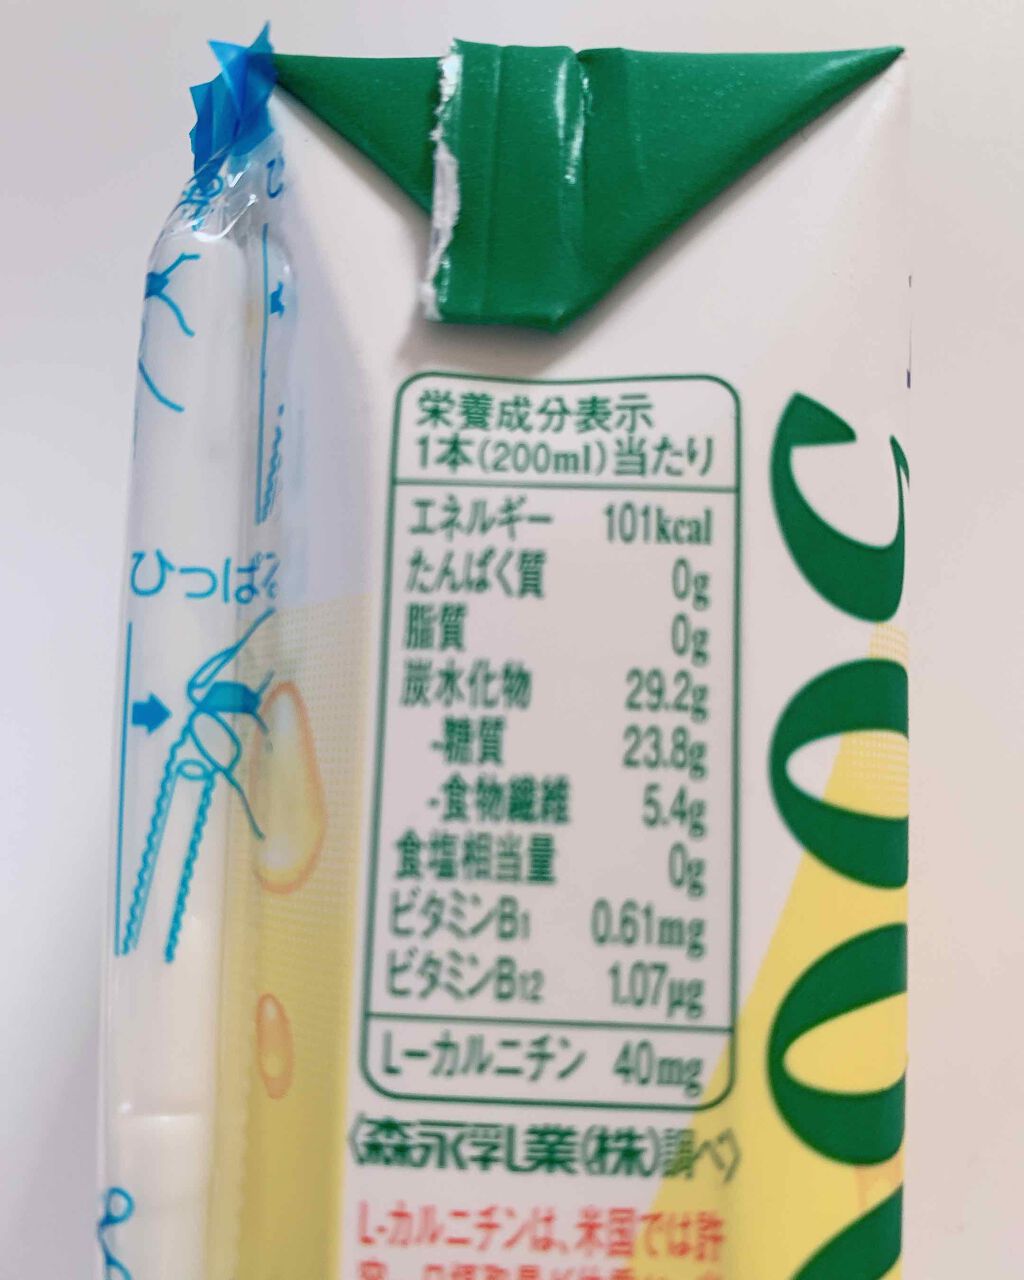 栄養成分表示
1本(200ml)当たり
エネルギー 101kcal
たんぱく質 0g
脂質 0g
炭水化物 29.2g
-糖質 23.8g
-食物繊維 5.4g
食塩相当量 0g
ビタミンB1 0.61mg
ビタミンB12 1.07μg
L-カルニチン 40mg
〈森永乳業(株)調べ〉
L-カルニチンは、米国では許
ひっぱる